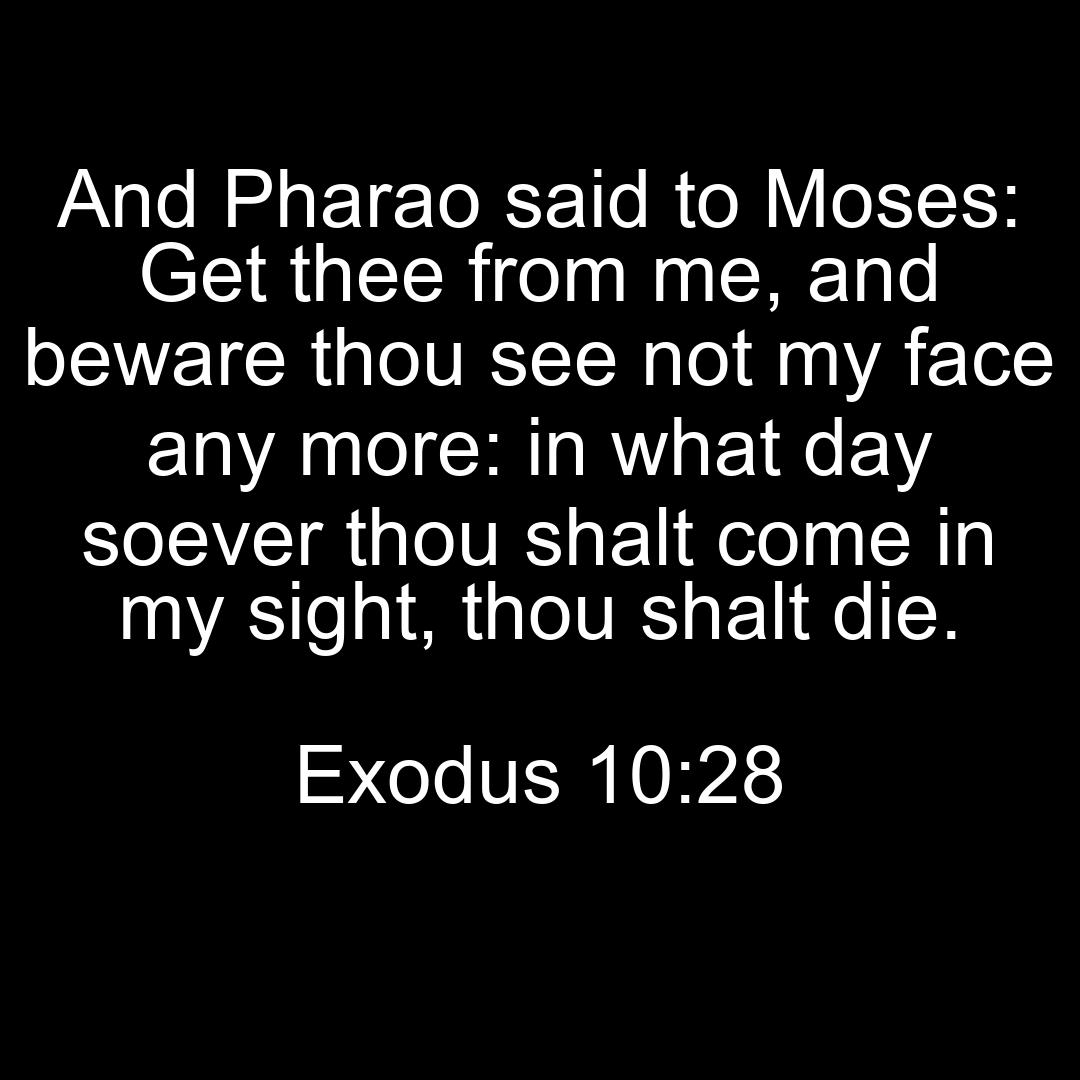 And Pharao said to Moses:
Get thee from me, and
beware thou see not my face
any more: in what day
soever thou shalt come in
my sight, thou shalt die.
Exodus 10:28